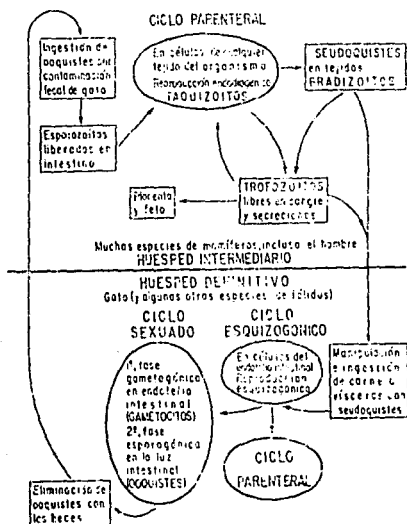 CICLO PARENTERAL
Ingestión de
ooquistes por
contaminación
fecal de gato
En células de cualquier
tejido del organismo
Reproducción endodiogénica
TAQUIZOITOS
SEUDOQUISTES
en tejidos
BRADIZOITOS
Esporozoitos
liberados en
intestino
Placenta
y feto
TROFOZOITOS
libres en sangre
y secreciones
Muchas especies de mamíferos, incluso el hombre
HUESPED INTERMEDIARIO
HUESPED DEFINITIVO
Gato (y algunas otras especies de félidos)
CICLO
SEXUADO
CICLO
ESQUIZOGONICO
1ª. fase
gametogónica
en endotelio
intestinal
(GAMETOCITOS)
2ª. fase
esporogónica
en la luz
intestinal
(OOQUISTES)
En células del
intestinal
Reproducción
esquizogónica
Manipulación
e ingestión
de carne o
vísceras con
seudoquistes
CICLO
PARENTERAL
Eliminación de
ooquistes con
las heces